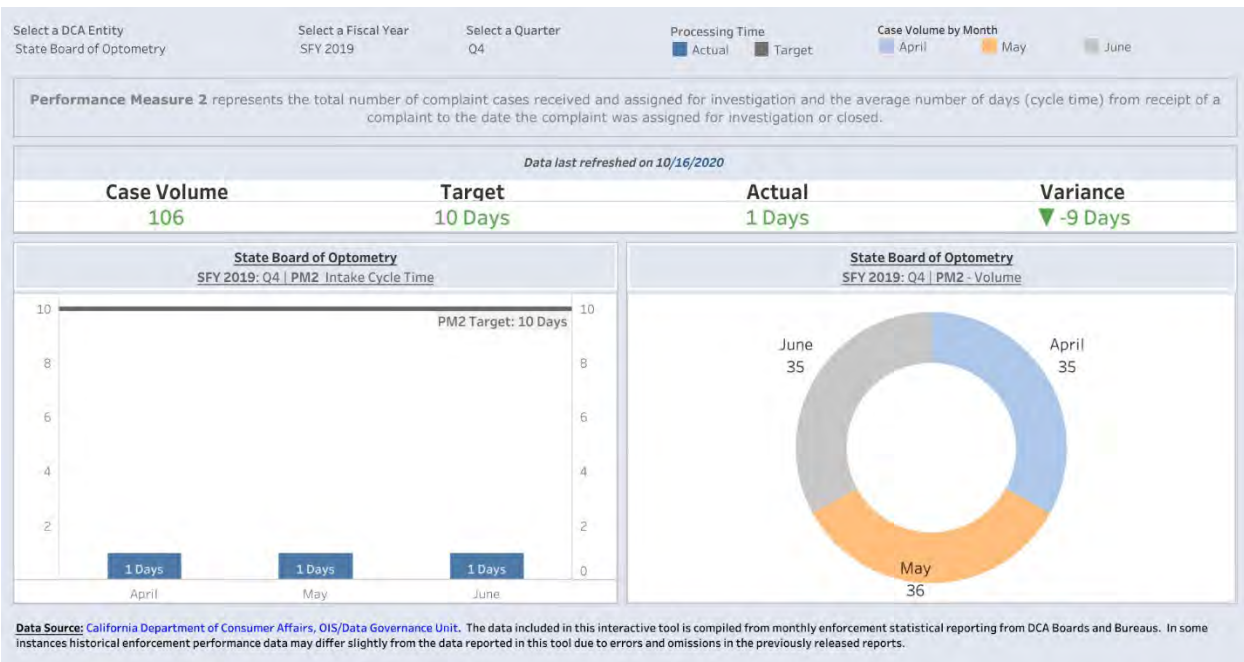 Select a DCA Entity
State Board of Optometry
Select a Fiscal Year
SFY 2019
Select a Quarter
Q4
Processing Time
Actual Target
Case Volume by Month
April May June
Performance Measure 2 represents the total number of complaint cases received and assigned for investigation and the average number of days (cycle time) from receipt of a
complaint to the date the complaint was assigned for investigation or closed.
Data last refreshed on 10/16/2020
Case Volume Target Actual Variance
106 10 Days 1 Days ▼ -9 Days
State Board of Optometry
SFY 2019: Q4 | PM2 Intake Cycle Time
10 10
PM2 Target: 10 Days
8 8
6 6
4 4
2 2
1 Days 1 Days 1 Days
0
April May June
State Board of Optometry
SFY 2019: Q4 | PM2 - Volume
June
35
April
35
May
36
Data Source: California Department of Consumer Affairs, OIS/Data Governance Unit. The data included in this interactive tool is compiled from monthly enforcement statistical reporting from DCA Boards and Bureaus. In some
instances historical enforcement performance data may differ slightly from the data reported in this tool due to errors and omissions in the previously released reports.